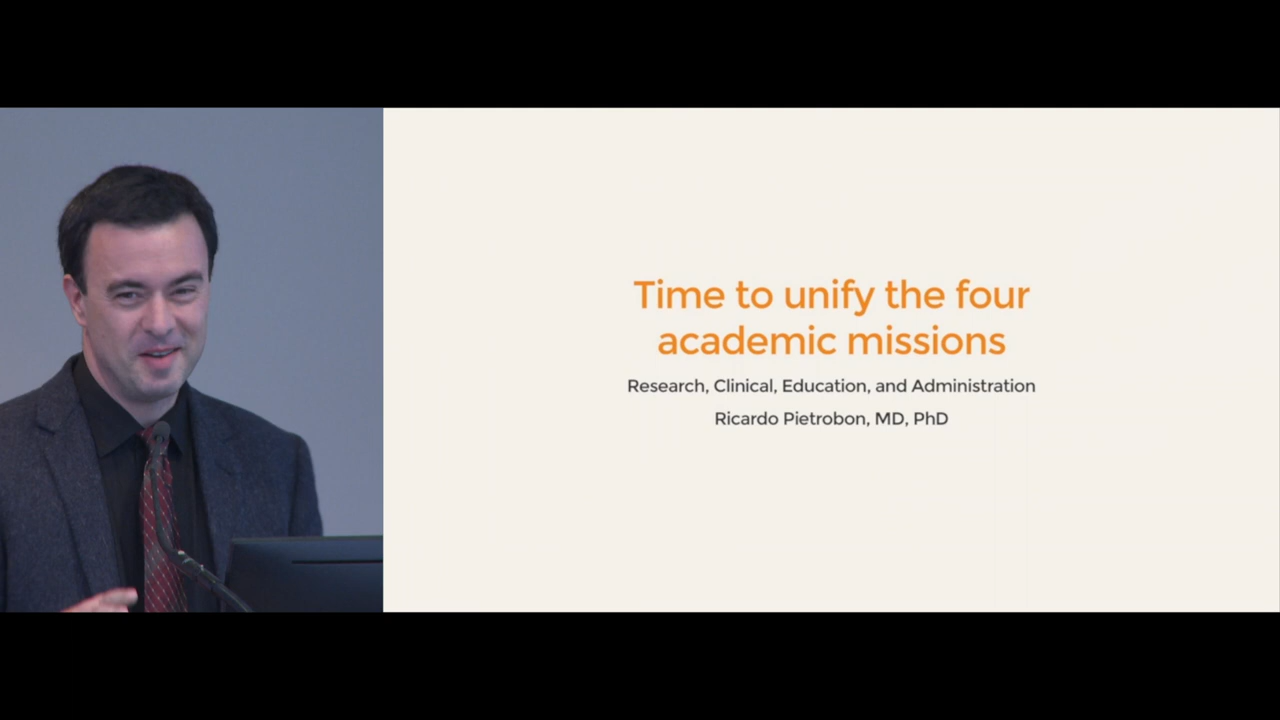 Time to unify the four
academic missions
Research, Clinical, Education, and Administration
Ricardo Pietrobon, MD, PhD